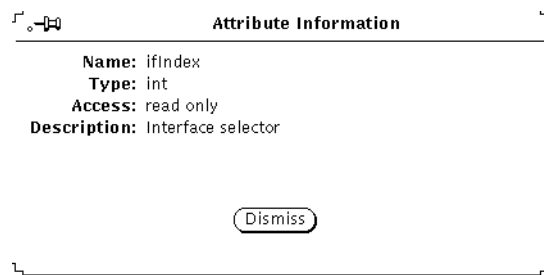 Attribute Information
Name: ifIndex
Type: int
Access: read only
Description: Interface selector
Dismiss